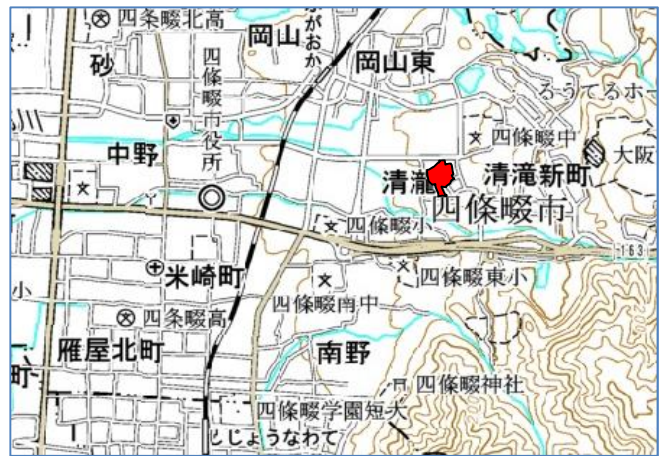 四条畷北高
砂
四條畷市役所
岡山
がおか
岡山東
ろうてるホー
四條畷中
中野
清滝
清滝新町
大阪
四條畷市
四條畷小
163
小
米崎町
四條畷東小
四條畷南中
四条畷高
雁屋北町
南野
町
四條畷神社
四條畷学園短大
しじょうなわて